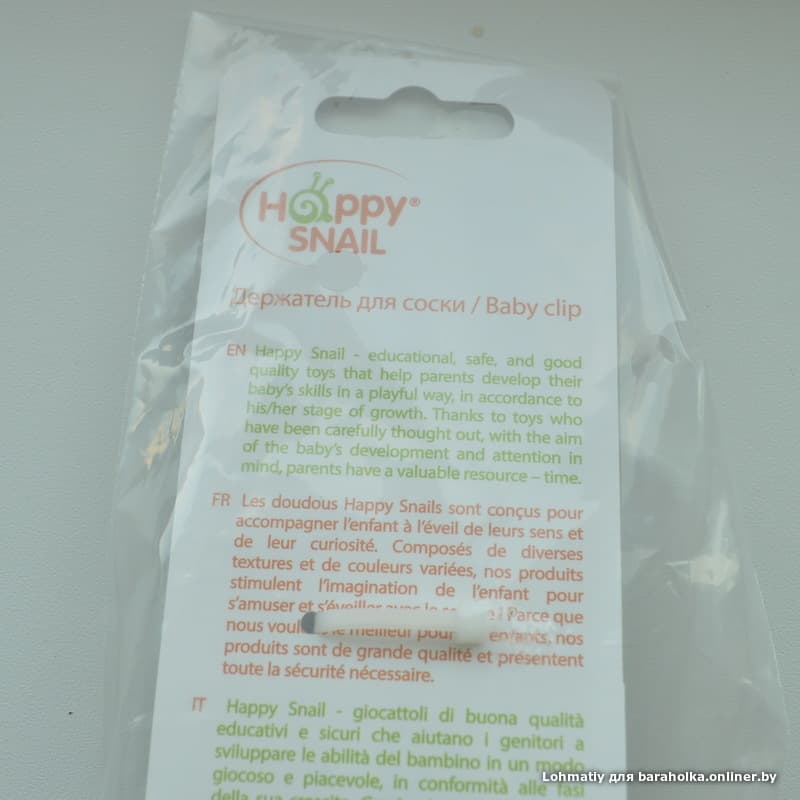 HAPPY®
SNAIL
Держатель для соски / Baby clip
EN Happy Snail - educational, safe, and good
quality toys that help parents develop their
baby's skills in a playful way, in accordance to
his/her stage of growth. Thanks to toys who
have been carefully thought out, with the aim
of the baby's development and attention in
mind, parents have a valuable resource – time.
FR Les doudous Happy Snails sont conçus pour
accompagner l'enfant à l'éveil de leurs sens et
de leur curiosité. Composés de diverses
textures et de couleurs variées, nos produits
stimulent l'imagination de l'enfant pour
s'amuser et s'éveiller avec le Parce que
nous le meilleur pour enfants, nos
produits sont de grande qualité et présentent
toute la sécurité nécessaire.
IT Happy Snail - giocattoli di buona qualità
educativi e sicuri che aiutano i genitori a
sviluppare le abilità del bambino in un modo
giocoso e piacevole, in conformità alle fasi
della sua
Lohmatiy для baraholka.onliner.by